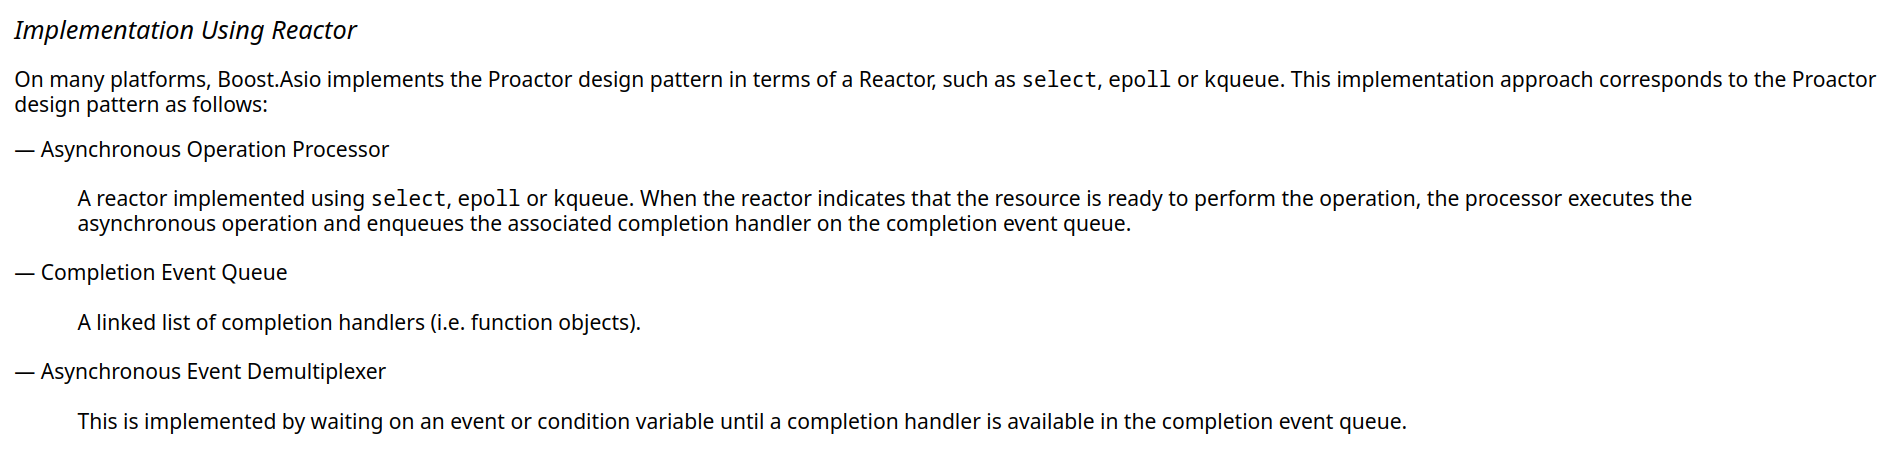 Implementation Using Reactor
On many platforms, Boost.Asio implements the Proactor design pattern in terms of a Reactor, such as select, epoll or kqueue. This implementation approach corresponds to the Proactor
design pattern as follows:
— Asynchronous Operation Processor
A reactor implemented using select, epoll or kqueue. When the reactor indicates that the resource is ready to perform the operation, the processor executes the
asynchronous operation and enqueues the associated completion handler on the completion event queue.
— Completion Event Queue
A linked list of completion handlers (i.e. function objects).
— Asynchronous Event Demultiplexer
This is implemented by waiting on an event or condition variable until a completion handler is available in the completion event queue.